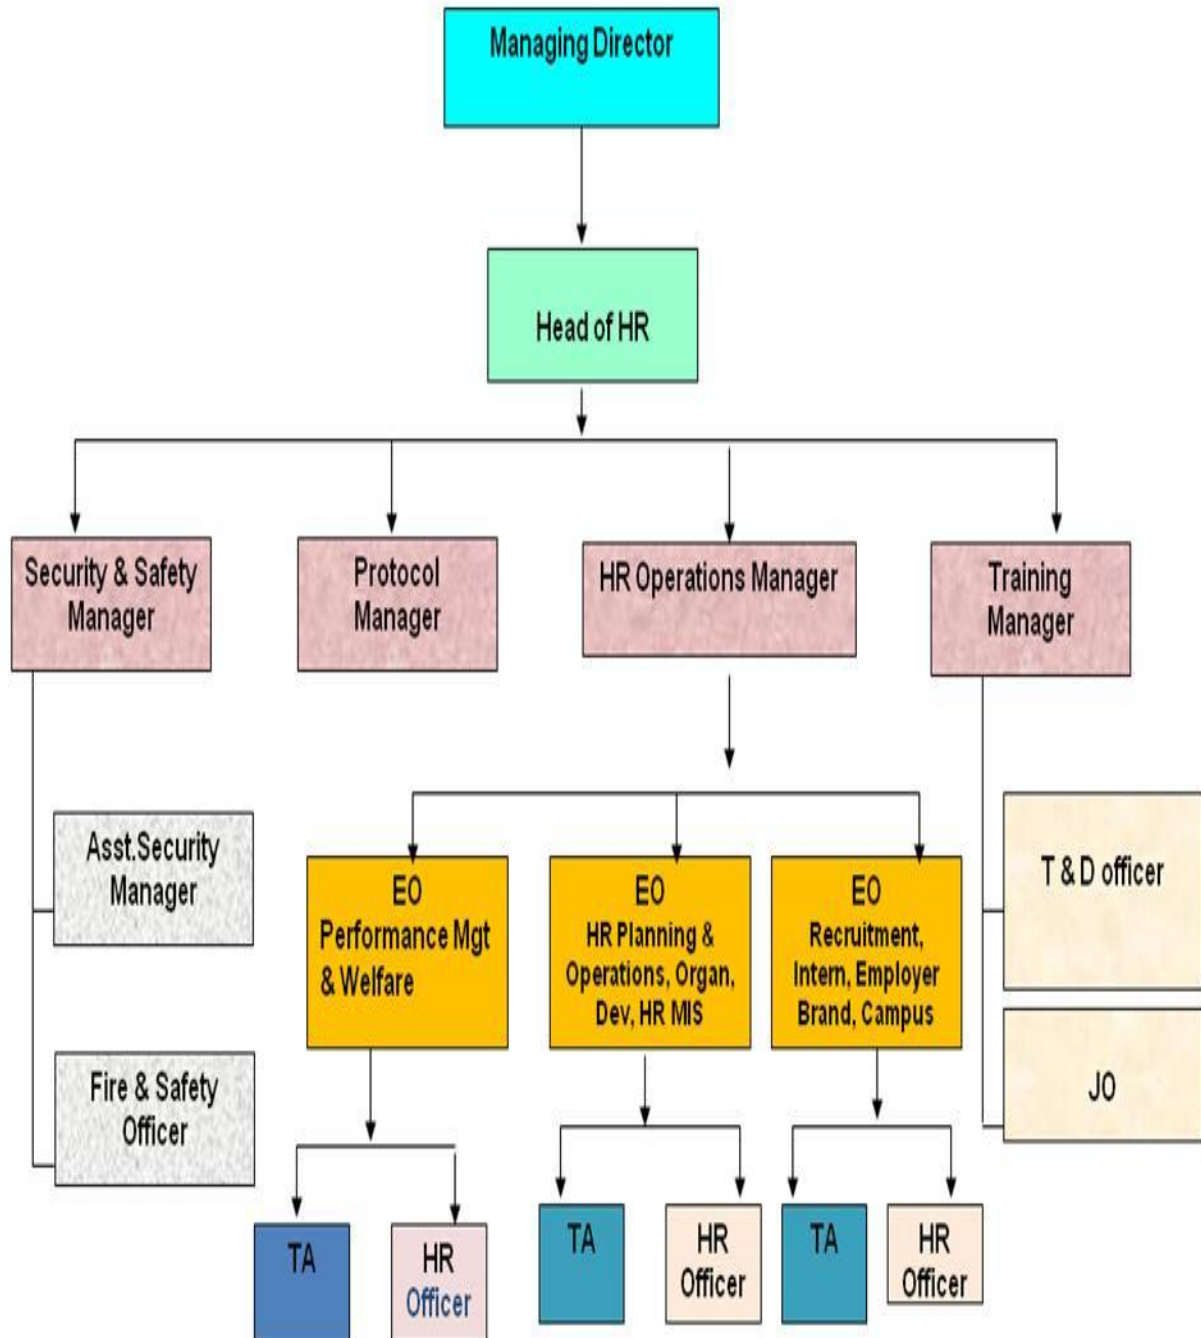 Managing Director
Head of HR
Security & Safety
Manager
Protocol
Manager
HR Operations Manager
Training
Manager
Asst.Security
Manager
Fire & Safety
Officer
EO
Performance Mgt
& Welfare
EO
HR Planning &
Operations, Organ,
Dev, HR MIS
EO
Recruitment,
Intern, Employer
Brand, Campus
T & D officer
JO
TA
HR
Officer
TA
HR
Officer
TA
HR
Officer